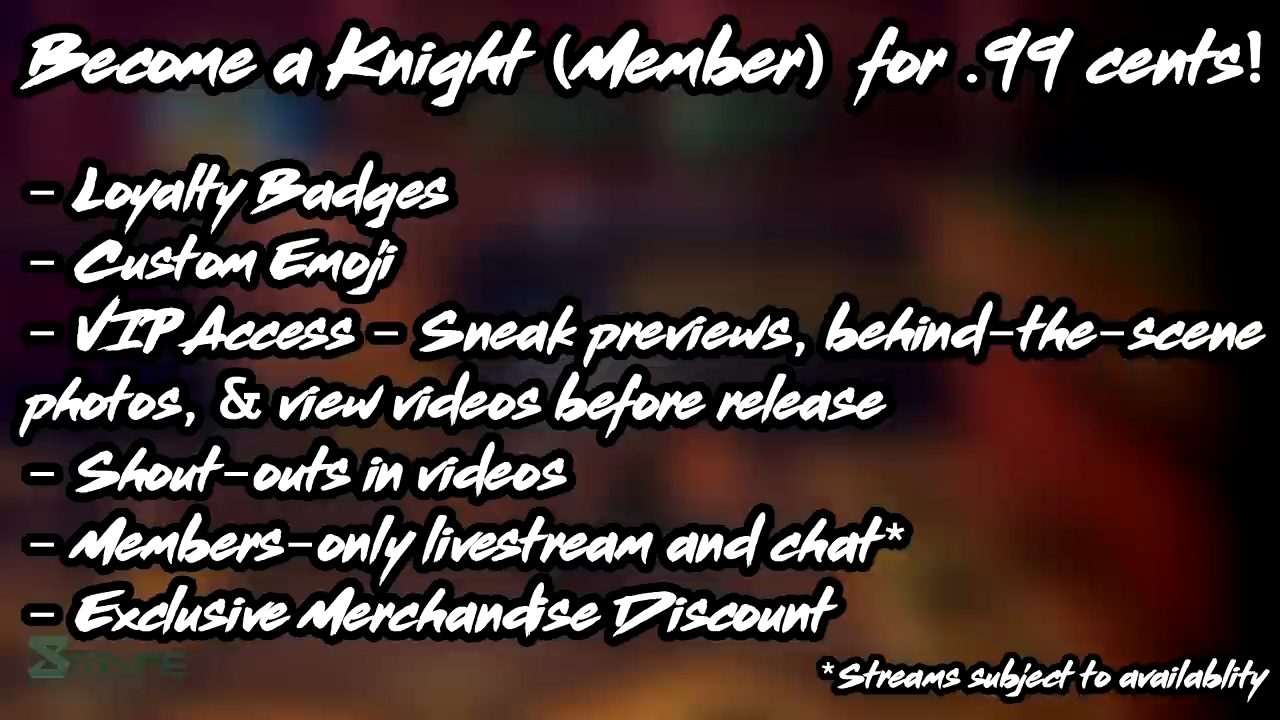 Become a Knight (Member) for .99 cents!
- Loyalty Badges
- Custom Emoji
- VIP Access - Sneak previews, behind-the-scene
photos, & view videos before release
- Shout-outs in videos
- Members-only livestream and chat*
- Exclusive Merchandise Discount
*Streams subject to availablity